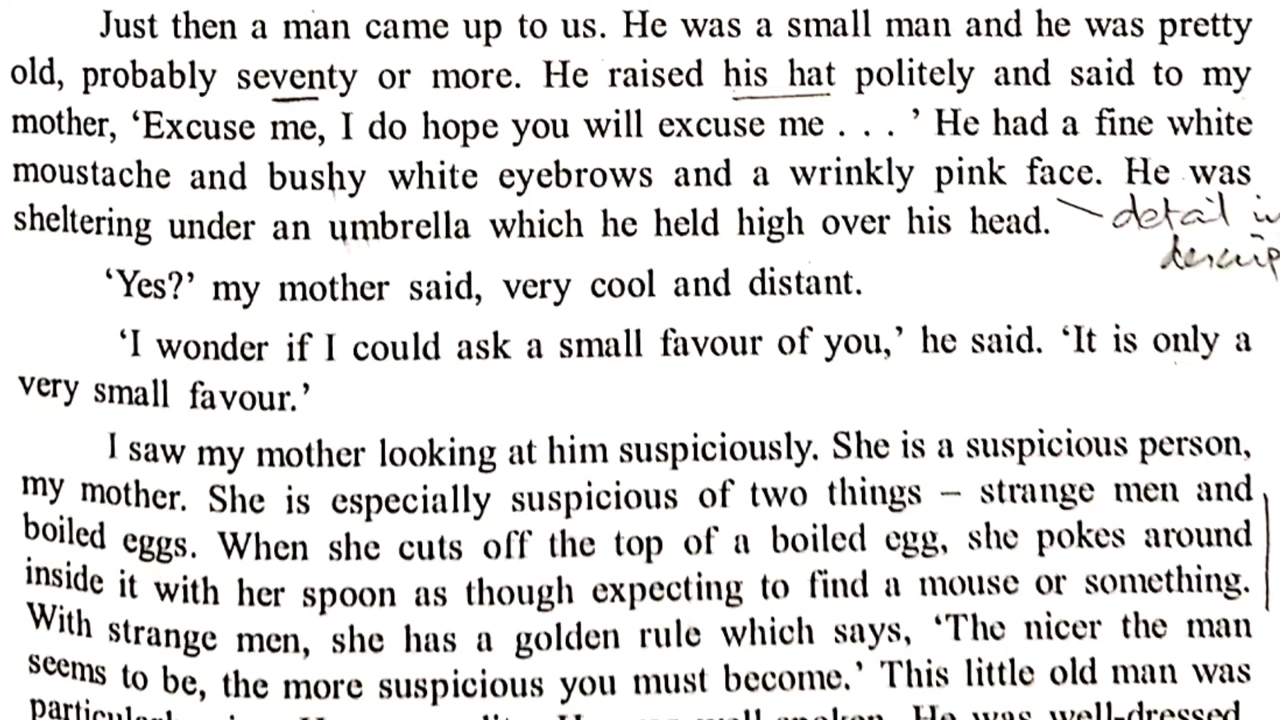 Just then a man came up to us. He was a small man and he was pretty
old, probably seventy or more. He raised his hat politely and said to my
mother, ‘Excuse me, I do hope you will excuse me . . . ’ He had a fine white
moustache and bushy white eyebrows and a wrinkly pink face. He was
sheltering under an umbrella which he held high over his head.
detail
‘Yes?’ my mother said, very cool and distant.
‘I wonder if I could ask a small favour of you,’ he said. ‘It is only a
very small favour.’
I saw my mother looking at him suspiciously. She is a suspicious person,
my mother. She is especially suspicious of two things – strange men and
boiled eggs. When she cuts off the top of a boiled egg, she pokes around
inside it with her spoon as though expecting to find a mouse or something.
With strange men, she has a golden rule which says, ‘The nicer the man
seems to be, the more suspicious you must become.’ This little old man was
well-dressed.